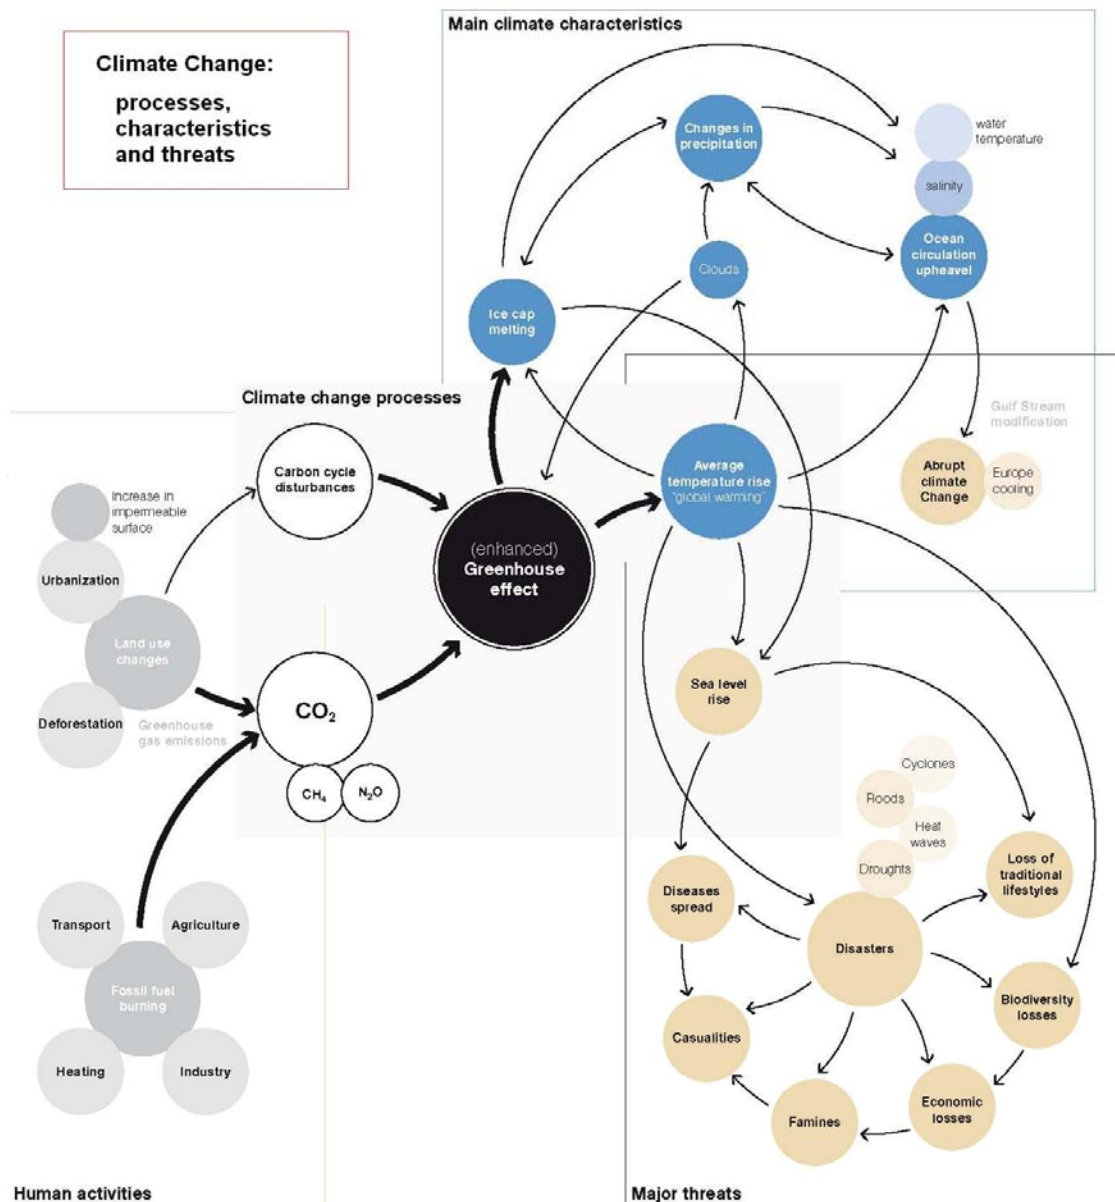 Climate Change:
processes,
characteristics
and threats
Main climate characteristics
Changes in
precipitation
water
temperature
salinity
Ocean
circulation
upheavel
Clouds
Ice cap
melting
Climate change processes
Gulf Stream
modification
Carbon cycle
disturbances
Average
temperature rise
"global warming"
Abrupt
climate
Change
Europe
cooling
Increase in
impermeable
surface
(enhanced)
Greenhouse
effect
Urbanization
Land use
changes
Deforestation
Greenhouse
gas emissions
CO₂
CH₄
N₂O
Sea level
rise
Cyclones
Floods
Heat
waves
Droughts
Loss of
traditional
lifestyles
Diseases
spread
Disasters
Transport
Agriculture
Fossil fuel
burning
Heating
Industry
Biodiversity
losses
Casualities
Economic
losses
Famines
Human activities
Major threats